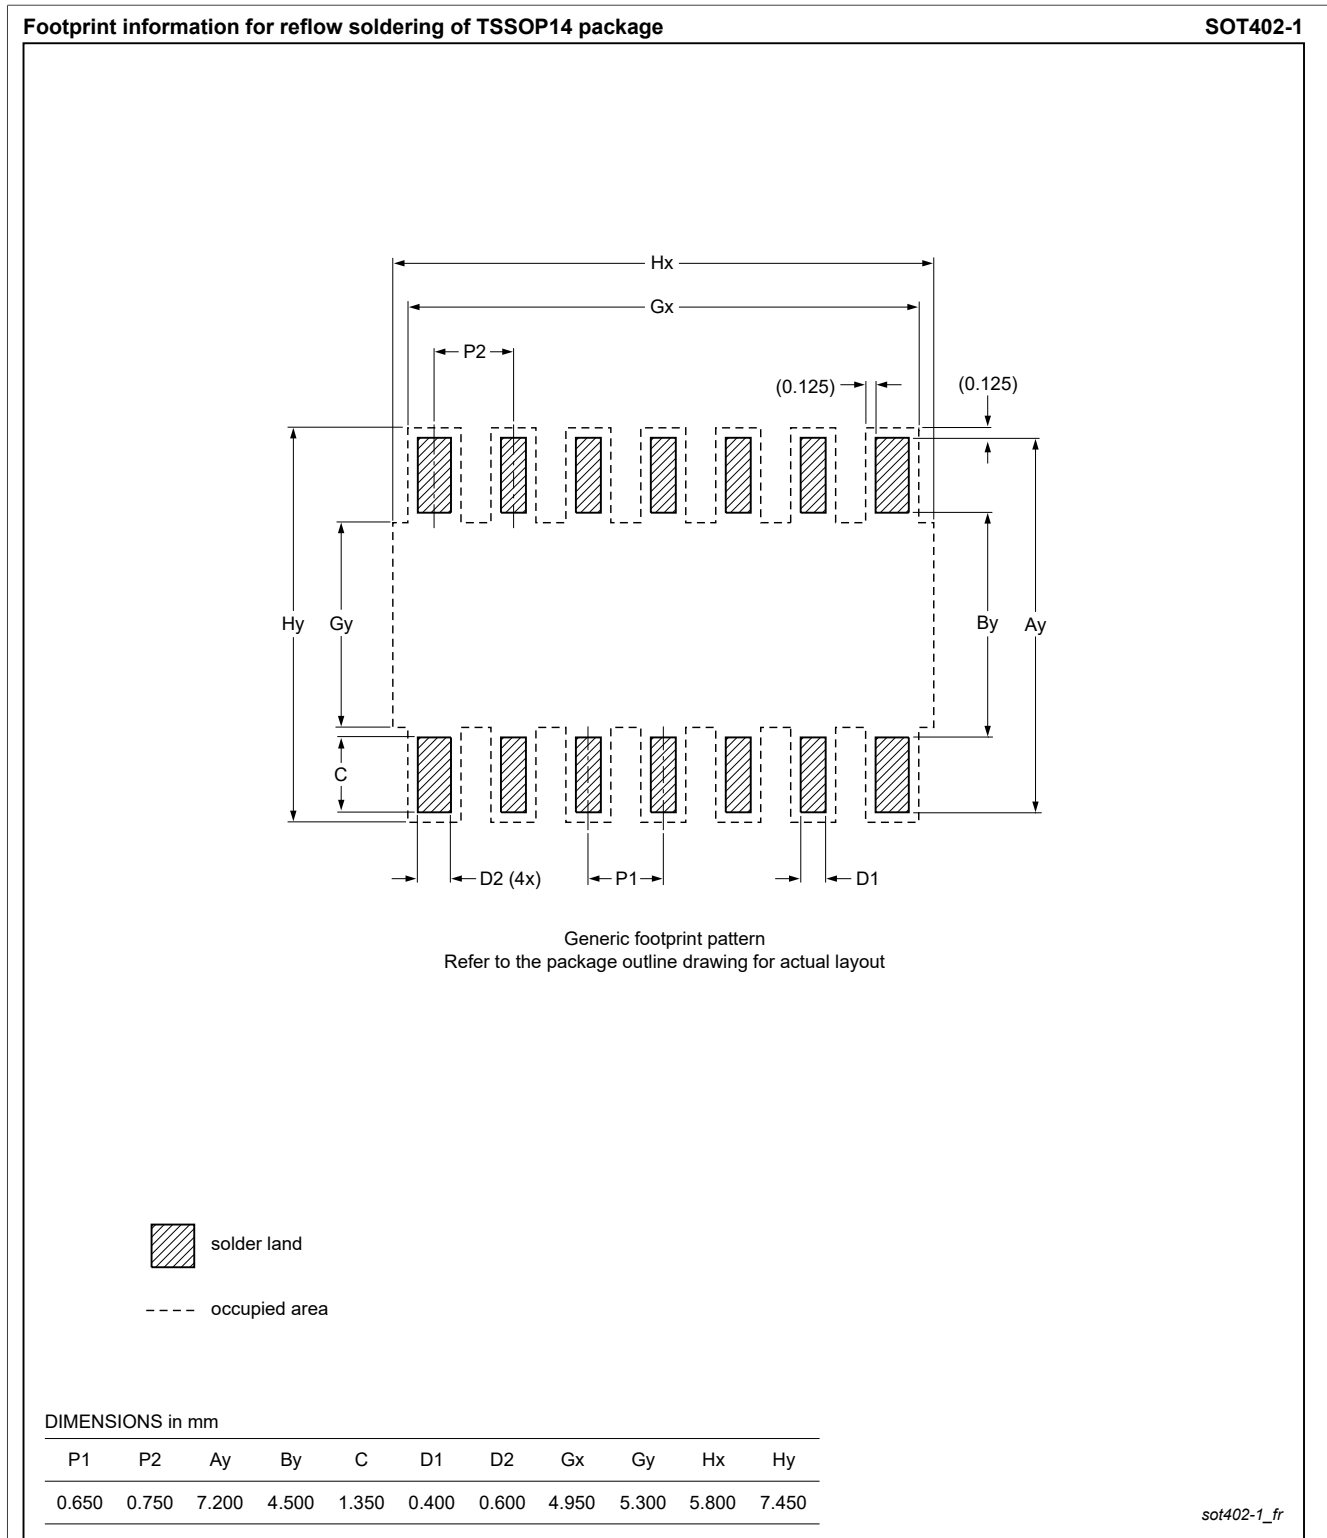 Footprint information for reflow soldering of TSSOP14 package SOT402-1
Hx
Gx
P2
(0.125) (0.125)
Hy Gy By Ay
C
D2 (4x) P1 D1
Generic footprint pattern
Refer to the package outline drawing for actual layout
solder land
occupied area
DIMENSIONS in mm
P1 P2 Ay By C D1 D2 Gx Gy Hx Hy
0.650 0.750 7.200 4.500 1.350 0.400 0.600 4.950 5.300 5.800 7.450
sot402-1_fr